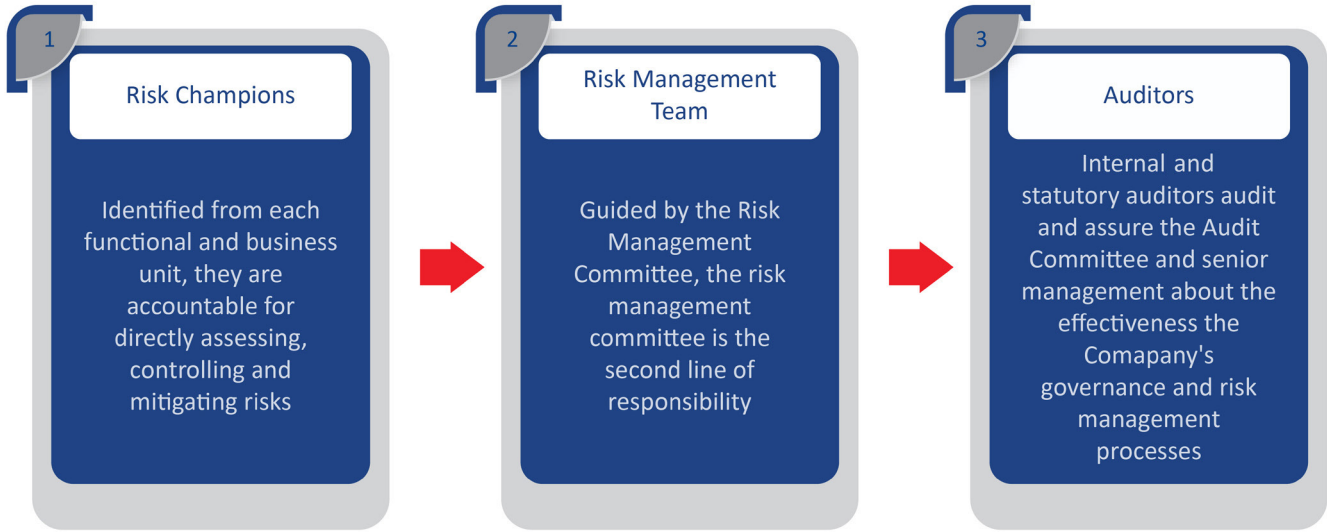 1
Risk Champions
Identified from each
functional and business
unit, they are
accountable for
directly assessing,
controlling and
mitigating risks
2
Risk Management
Team
Guided by the Risk
Management
Committee, the risk
management
committee is the
second line of
responsibility
3
Auditors
Internal and
statutory auditors audit
and assure the Audit
Committee and senior
management about the
effectiveness the
Comapany's
governance and risk
management
processes